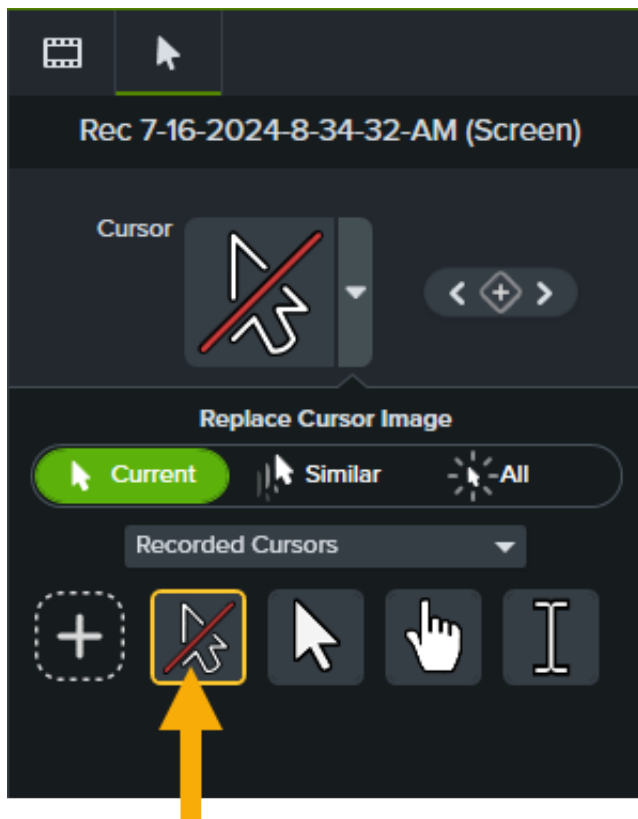 Rec 7-16-2024-8-34-32-AM (Screen)
Cursor
Replace Cursor Image
Current Similar All
Recorded Cursors